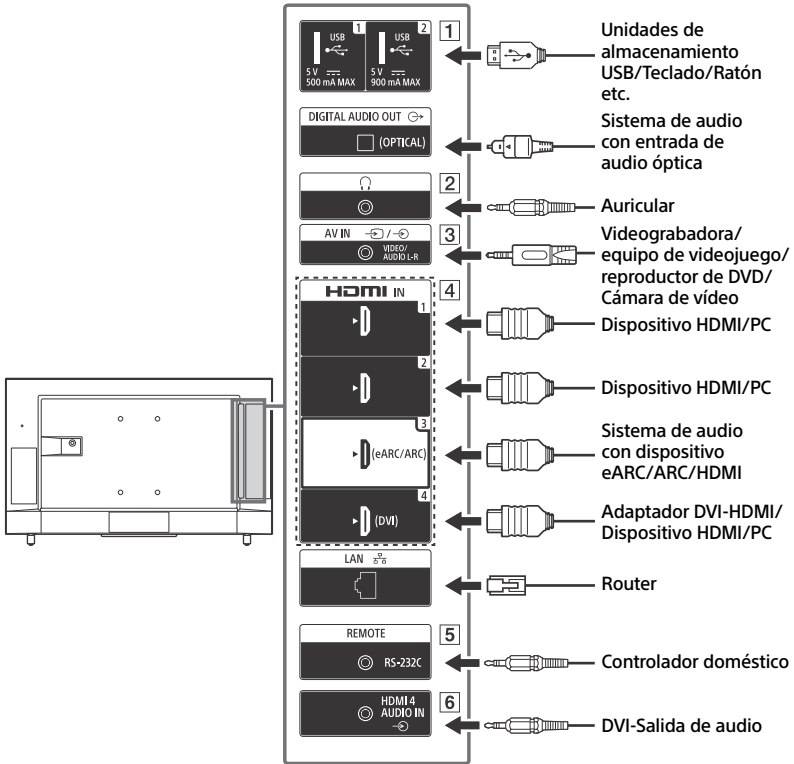 1
USB
5 V
500 mA MAX
2
USB
5 V
900 mA MAX
1
Unidades de
almacenamiento
USB/Teclado/Ratón
etc.
DIGITAL AUDIO OUT
(OPTICAL)
Sistema de audio
con entrada de
audio óptica
2
Auricular
AV IN /
VIDEO/
AUDIO L-R
3
Videograbadora/
equipo de videojuego/
reproductor de DVD/
Cámara de vídeo
HDMI IN
4
1
Dispositivo HDMI/PC
2
Dispositivo HDMI/PC
3
(eARC/ARC)
Sistema de audio
con dispositivo
eARC/ARC/HDMI
4
(DVI)
Adaptador DVI-HDMI/
Dispositivo HDMI/PC
LAN
Router
REMOTE
RS-232C
5
Controlador doméstico
HDMI 4
AUDIO IN
6
DVI-Salida de audio